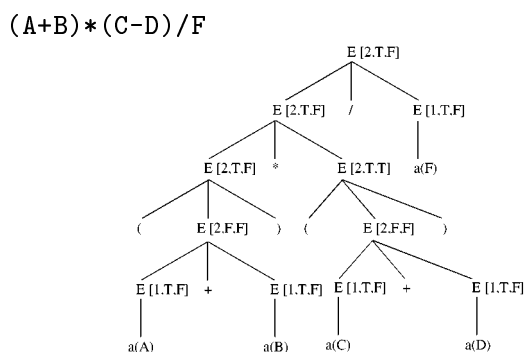 (A+B)*(C-D)/F
E [2.T.F]
E [2.T.F] / E [1.T.F]
E [2.T.F] * E [2.T.T] a(F)
( E [2.F.F] ) ( E [2.F.F] )
E [1.T.F] + E [1.T.F] E [1.T.F] + E [1.T.F]
a(A) a(B) a(C) a(D)